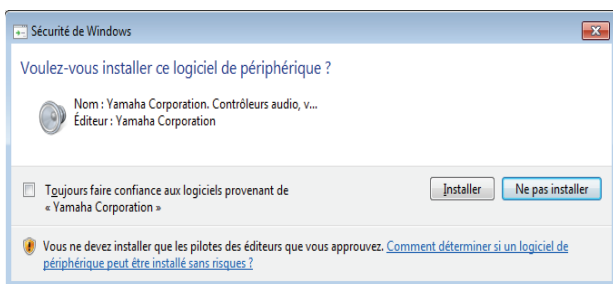 Sécurité de Windows
Voulez-vous installer ce logiciel de périphérique ?
Nom : Yamaha Corporation. Contrôleurs audio, v...
Éditeur : Yamaha Corporation
Toujours faire confiance aux logiciels provenant de
« Yamaha Corporation »
Installer
Ne pas installer
Vous ne devez installer que les pilotes des éditeurs que vous approuvez. Comment déterminer si un logiciel de
périphérique peut être installé sans risques ?